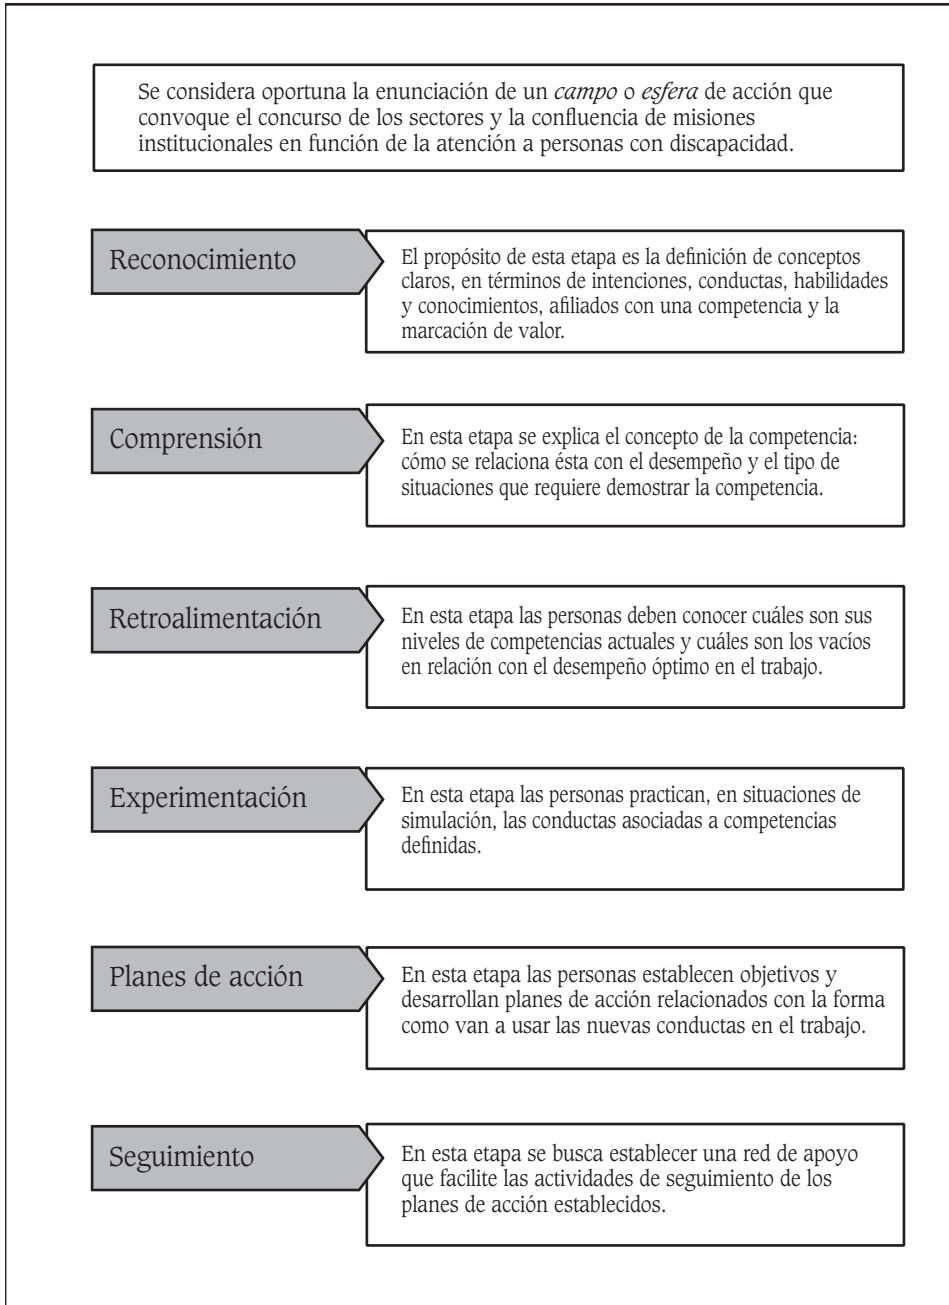 Se considera oportuna la enunciación de un campo o esfera de acción que
convoque el concurso de los sectores y la confluencia de misiones
institucionales en función de la atención a personas con discapacidad.
Reconocimiento
El propósito de esta etapa es la definición de conceptos
claros, en términos de intenciones, conductas, habilidades
y conocimientos, afiliados con una competencia y la
marcación de valor.
Comprensión
En esta etapa se explica el concepto de la competencia:
cómo se relaciona ésta con el desempeño y el tipo de
situaciones que requiere demostrar la competencia.
Retroalimentación
En esta etapa las personas deben conocer cuáles son sus
niveles de competencias actuales y cuáles son los vacíos
en relación con el desempeño óptimo en el trabajo.
Experimentación
En esta etapa las personas practican, en situaciones de
simulación, las conductas asociadas a competencias
definidas.
Planes de acción
En esta etapa las personas establecen objetivos y
desarrollan planes de acción relacionados con la forma
como van a usar las nuevas conductas en el trabajo.
Seguimiento
En esta etapa se busca establecer una red de apoyo
que facilite las actividades de seguimiento de los
planes de acción establecidos.